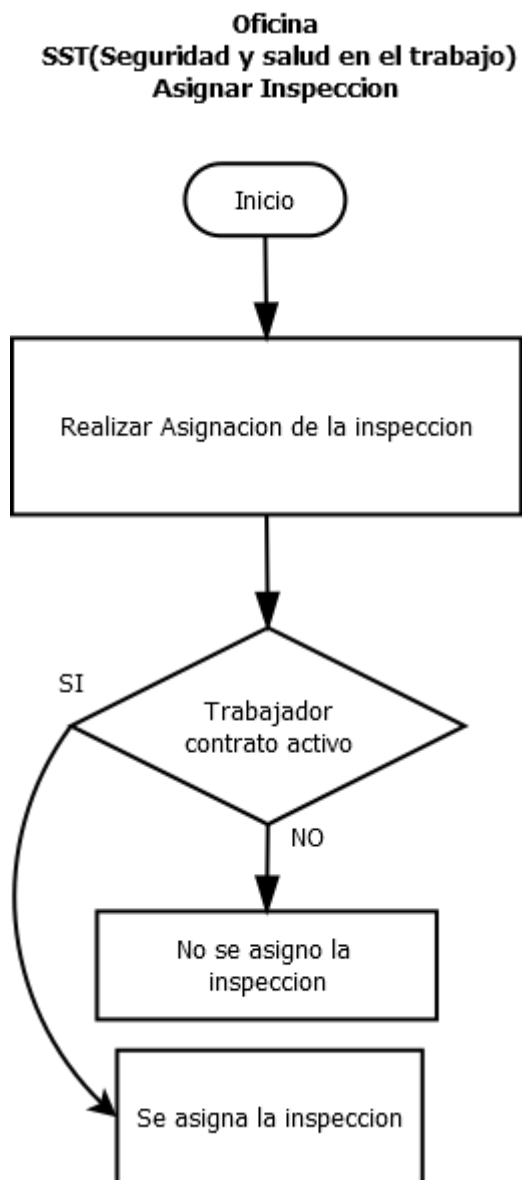 Oficina
SST(Seguridad y salud en el trabajo)
Asignar Inspeccion
Inicio
Realizar Asignacion de la inspeccion
SI
Trabajador
contrato activo
NO
No se asigno la
inspeccion
Se asigna la inspeccion